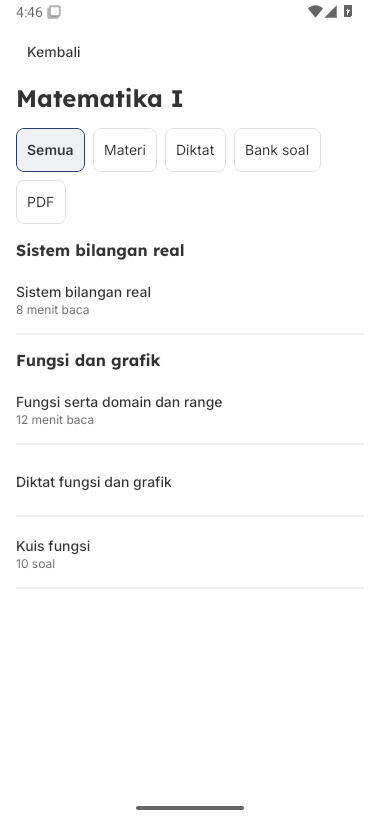 4:46
Kembali
Matematika I
Semua Materi Diktat Bank soal
PDF
Sistem bilangan real
Sistem bilangan real
8 menit baca
Fungsi dan grafik
Fungsi serta domain dan range
12 menit baca
Diktat fungsi dan grafik
Kuis fungsi
10 soal